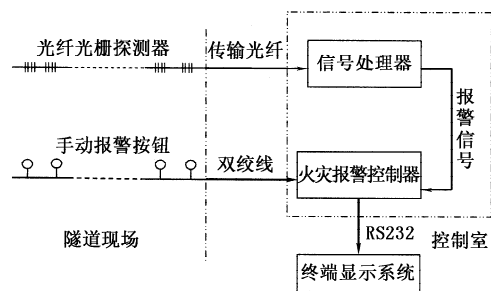 光纤光栅探测器
传输光纤
信号处理器
报警信号
手动报警按钮
双绞线
火灾报警控制器
RS232
隧道现场
控制室
终端显示系统